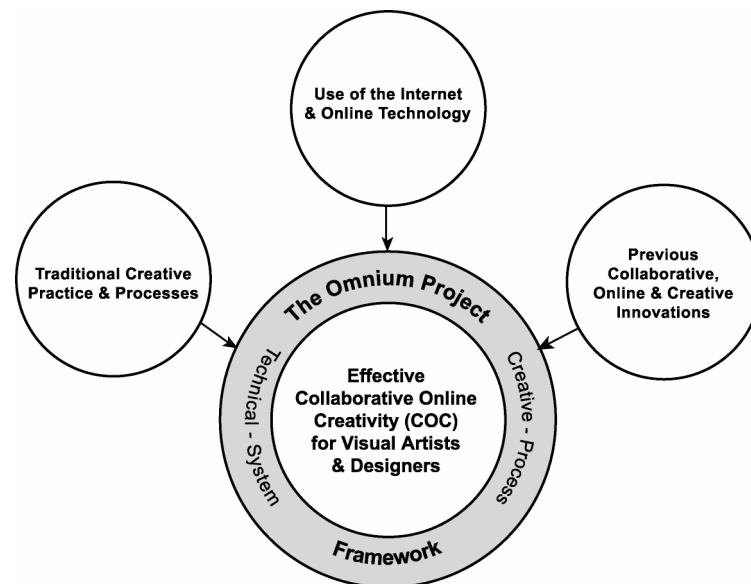 Use of the Internet
& Online Technology
Traditional Creative
Practice & Processes
Previous
Collaborative,
Online & Creative
Innovations
The Omnium Project
Technical - System
Creative - Process
Effective
Collaborative Online
Creativity (COC)
for Visual Artists
& Designers
Framework